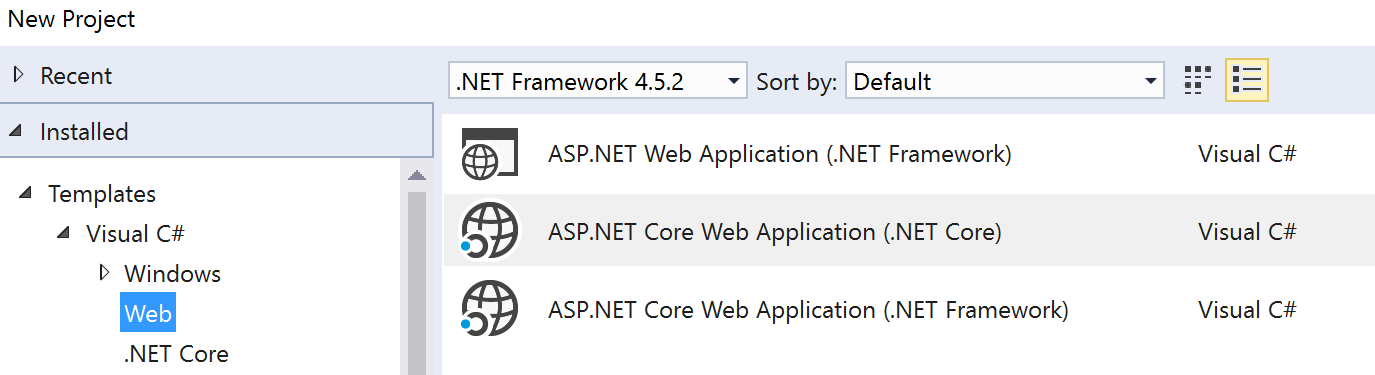 New Project
Recent
.NET Framework 4.5.2 Sort by: Default
Installed
ASP.NET Web Application (.NET Framework) Visual C#
Templates
Visual C#
ASP.NET Core Web Application (.NET Core) Visual C#
Windows
Web
ASP.NET Core Web Application (.NET Framework) Visual C#
.NET Core